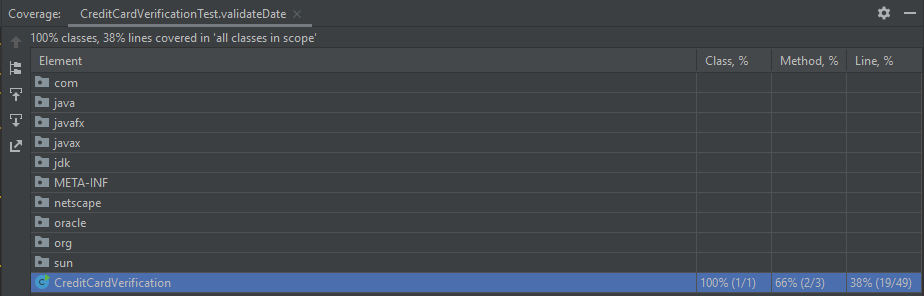 Coverage: CreditCardVerificationTest.validateDate
100% classes, 38% lines covered in 'all classes in scope'
Element Class, % Method, % Line, %
com
java
javafx
javax
jdk
META-INF
netscape
oracle
org
sun
CreditCardVerification 100% (1/1) 66% (2/3) 38% (19/49)